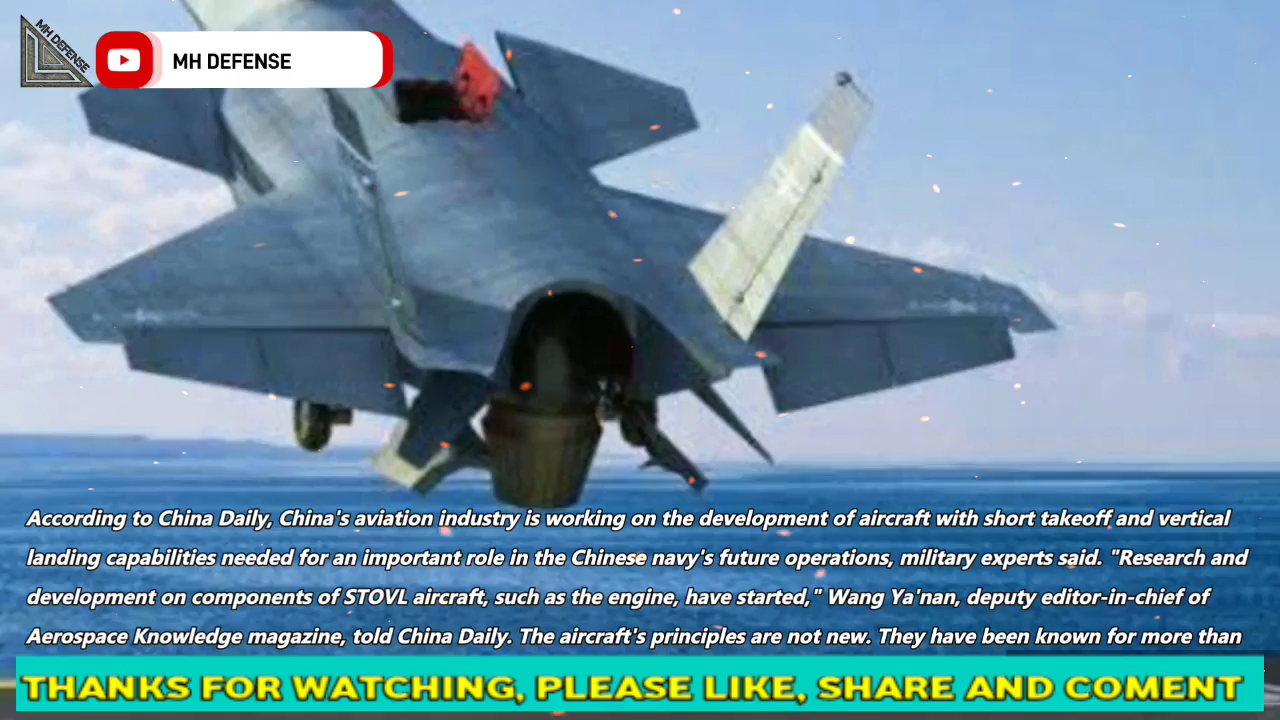 MH DEFENSE
MH DEFENSE
According to China Daily, China's aviation industry is working on the development of aircraft with short takeoff and vertical
landing capabilities needed for an important role in the Chinese navy's future operations, military experts said. "Research and
development on components of STOVL aircraft, such as the engine, have started," Wang Ya'nan, deputy editor-in-chief of
Aerospace Knowledge magazine, told China Daily. The aircraft's principles are not new. They have been known for more than
THANKS FOR WATCHING, PLEASE LIKE, SHARE AND COMENT